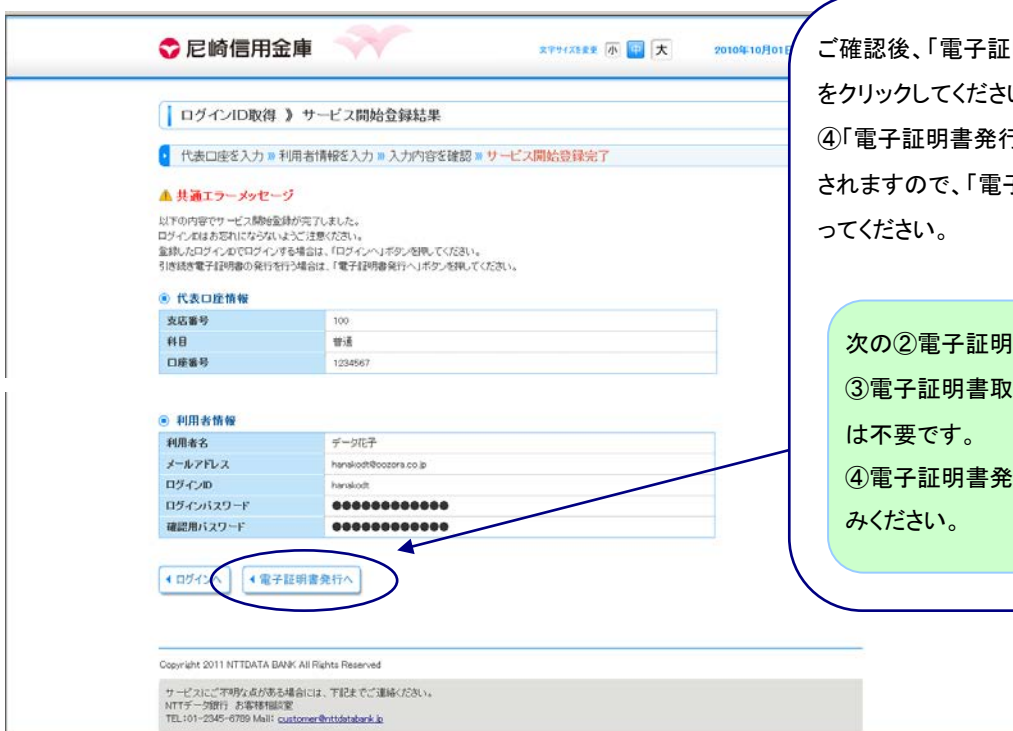 尼崎信用金庫
文字サイズを変更 小 中 大 2010年10月01日
ログインID取得 》 サービス開始登録結果
代表口座を入力 》 利用者情報を入力 》 入力内容を確認 》 サービス開始登録完了
共通エラーメッセージ
以下の内容でサービス開始登録が完了しました。
ログインIDはお忘れにならないようご注意ください。
登録したログインIDでログインする場合は、「ログインへ」ボタンを押してください。
引き続き電子証明書の発行を行う場合は、「電子証明書発行へ」ボタンを押してください。
代表口座情報
支店番号 100
科目 普通
口座番号 1234567
利用者情報
利用者名 データ花子
メールアドレス hanakodt@oozora.co.jp
ログインID hanakodt
ログインパスワード ●●●●●●●●●●●●
確認用パスワード ●●●●●●●●●●●●
ログインへ 電子証明書発行へ
Copyright 2011 NTTDATA BANK All Rights Reserved
サービスにご不明な点がある場合には、下記までご連絡ください。
NTTデータ銀行 お客様相談室
TEL:01-2345-6789 Mail: customer@nttdatabank.jp
ご確認後、「電子証
をクリックしてください
④「電子証明書発行
されますので、「電子
ってください。
次の②電子証明
③電子証明書取
は不要です。
④電子証明書発
みください。